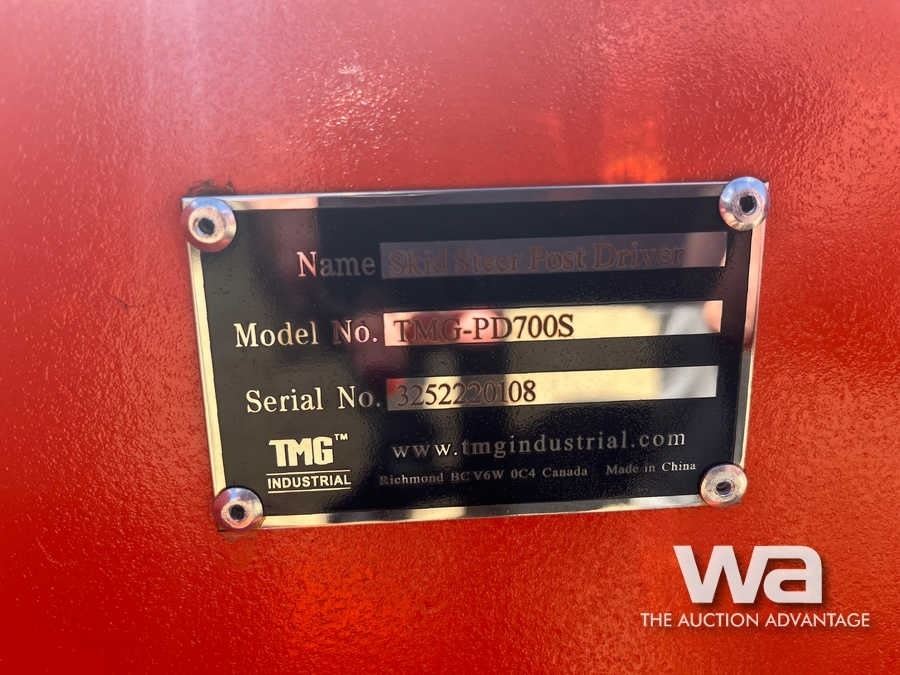 Name Skid Steer Post Driver
Model No. TMG-PD700S
Serial No. 3252220108
TMG™
INDUSTRIAL
www.tmgindustrial.com
Richmond BC V6W 0C4 Canada Made in China
wa
THE AUCTION ADVANTAGE